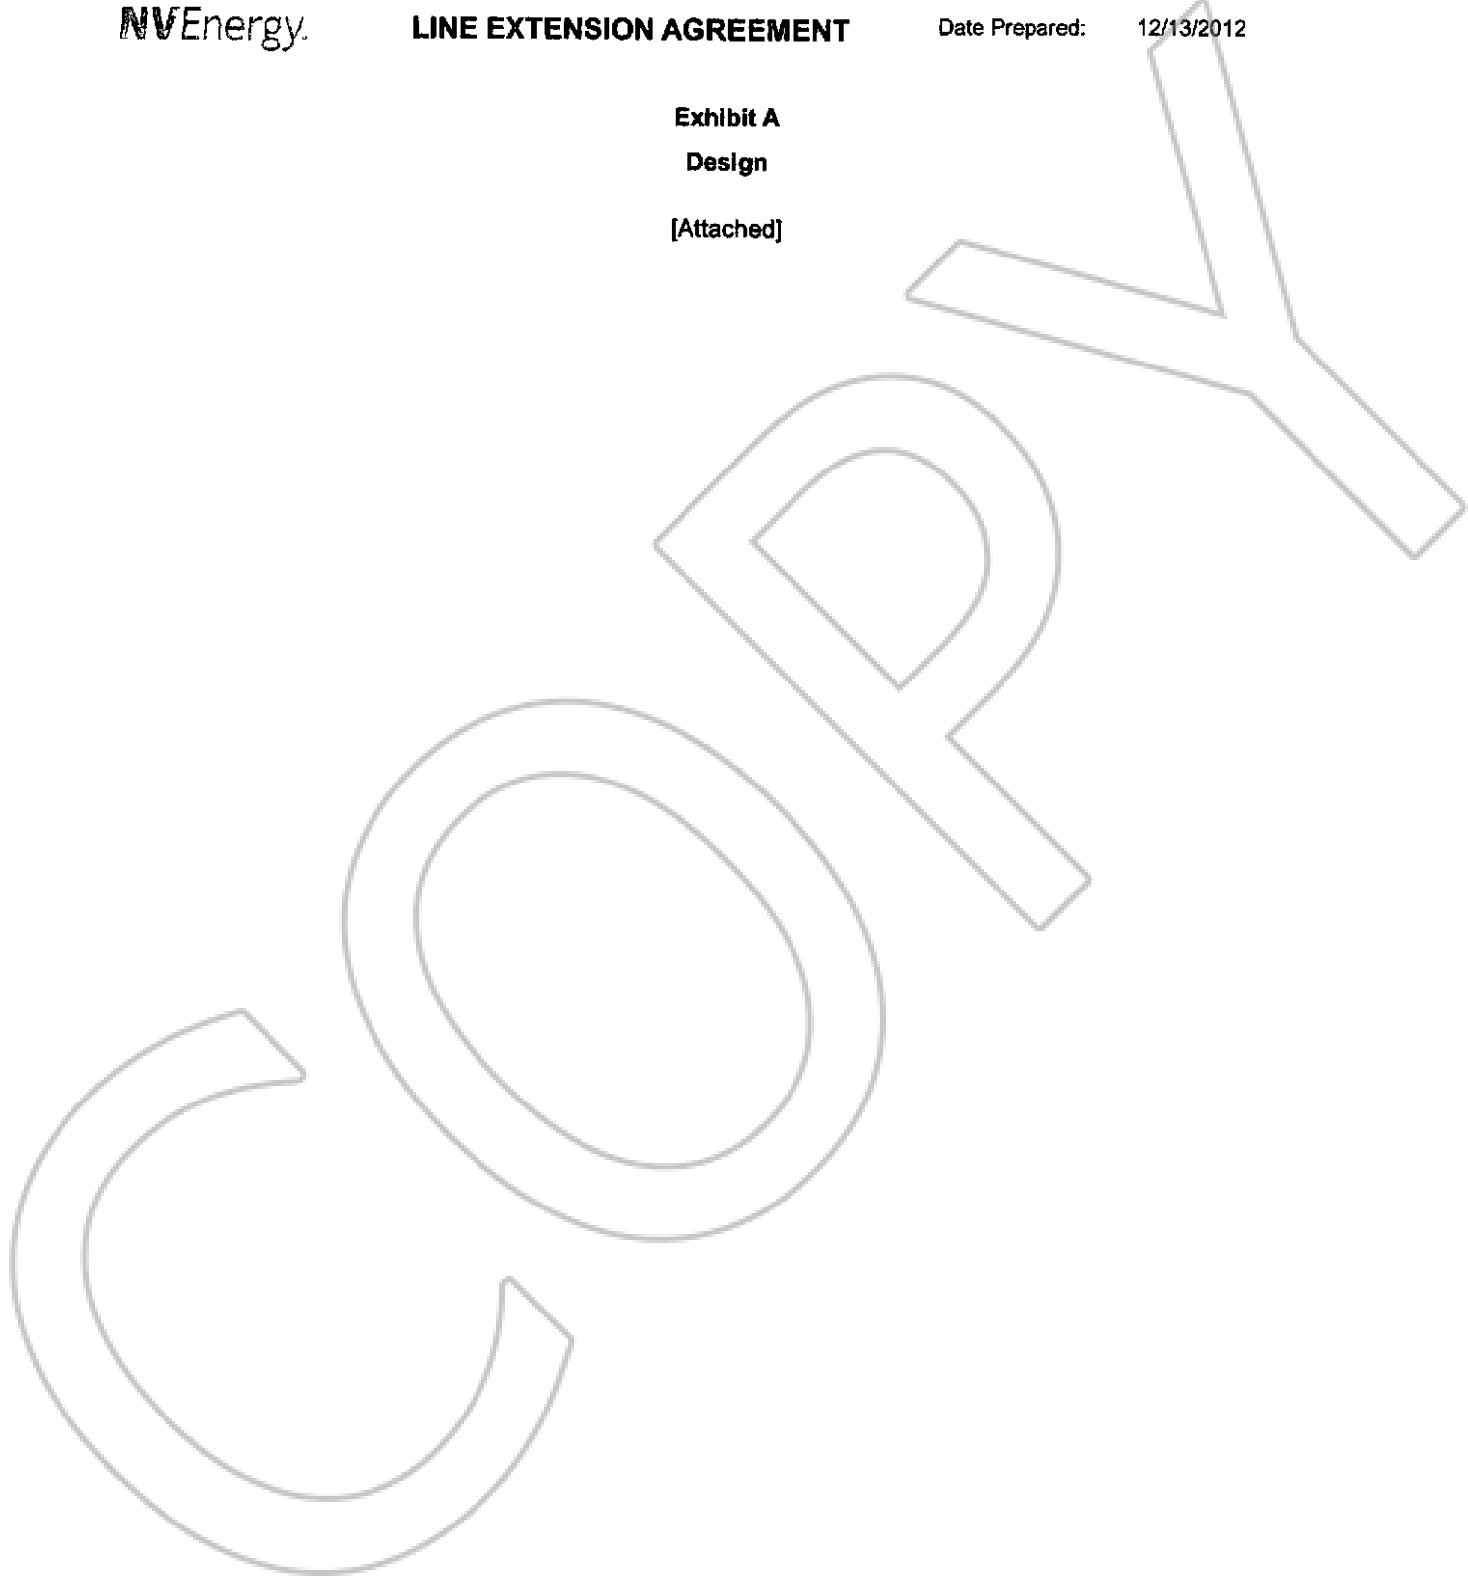 NVEnergy. LINE EXTENSION AGREEMENT Date Prepared: 12/13/2012
Exhibit A
Design
[Attached]
COPY